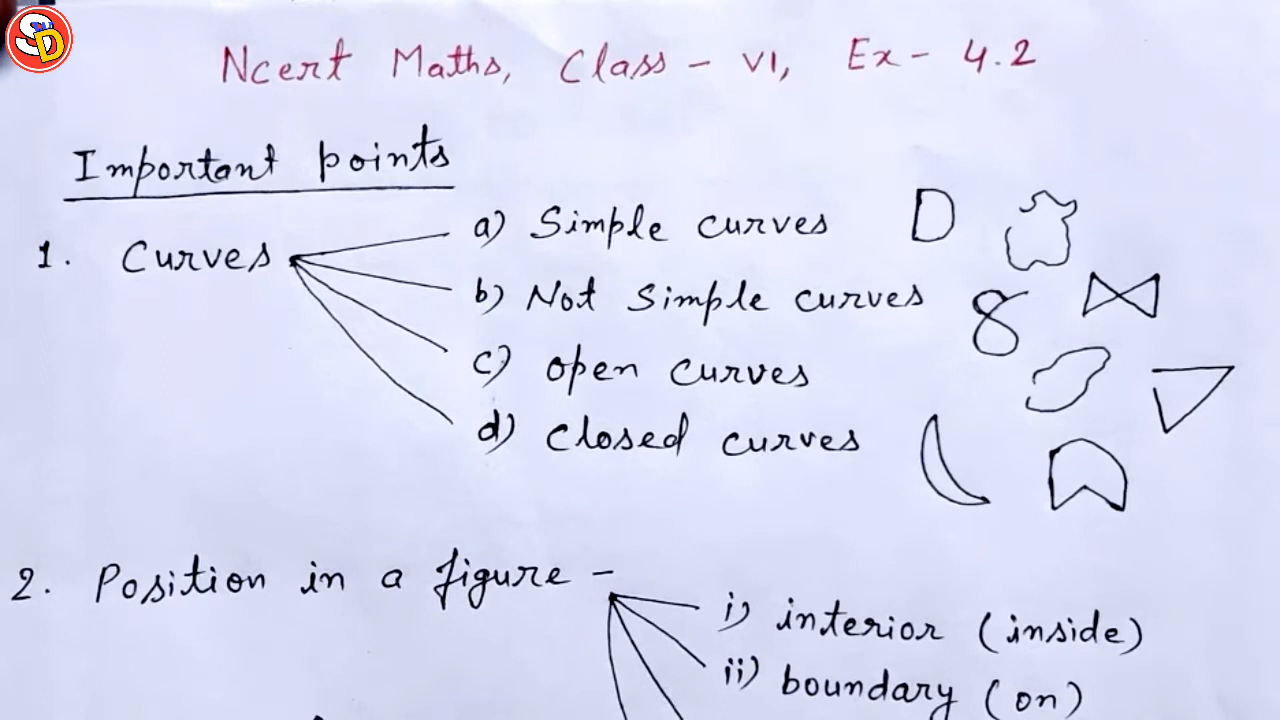 SD
Ncert Maths, Class - VI, Ex - 4.2
Important points
1. Curves
a) Simple curves
b) Not Simple curves
c) open curves
d) Closed curves
2. Position in a figure -
i) interior (inside)
ii) boundary (on)